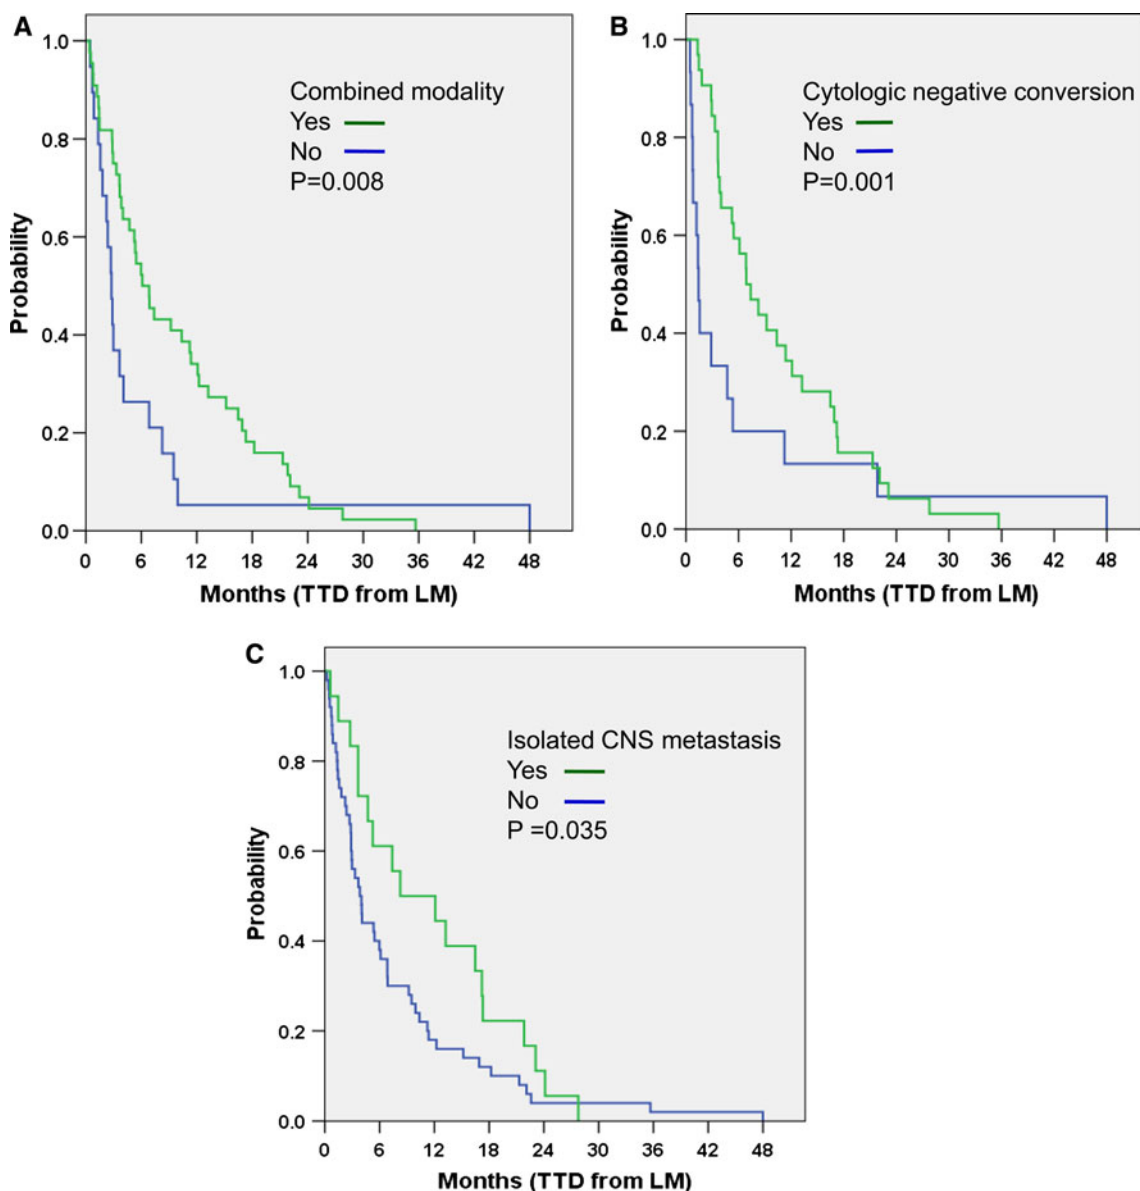 A
Combined modality
Yes
No
P=0.008
1.0
0.8
0.6
0.4
0.2
0.0
Probability
0 6 12 18 24 30 36 42 48
Months (TTD from LM)
B
Cytologic negative conversion
Yes
No
P=0.001
1.0
0.8
0.6
0.4
0.2
0.0
Probability
0 6 12 18 24 30 36 42 48
Months (TTD from LM)
C
Isolated CNS metastasis
Yes
No
P =0.035
1.0
0.8
0.6
0.4
0.2
0.0
Probability
0 6 12 18 24 30 36 42 48
Months (TTD from LM)